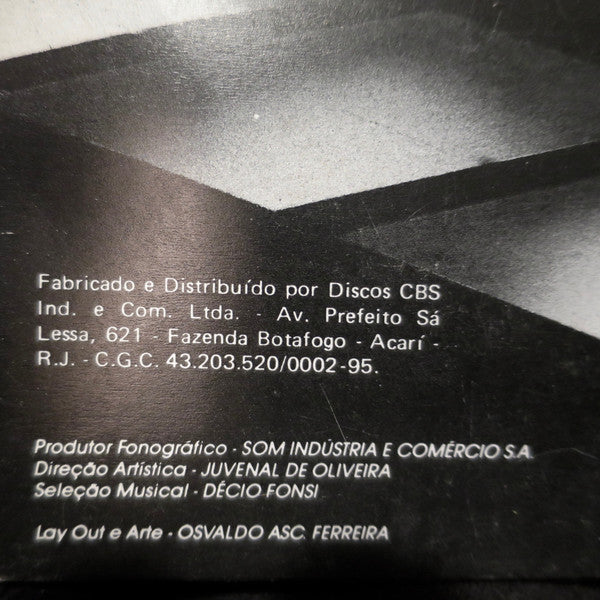 Fabricado e Distribuído por Discos CBS
Ind. e Com. Ltda. - Av. Prefeito Sá
Lessa, 621 - Fazenda Botafogo - Acarí -
R.J. - C.G.C. 43.203.520/0002-95.
Produtor Fonográfico - SOM INDÚSTRIA E COMÉRCIO S.A.
Direção Artística - JUVENAL DE OLIVEIRA
Seleção Musical - DÉCIO FONSI
Lay Out e Arte - OSVALDO ASC. FERREIRA